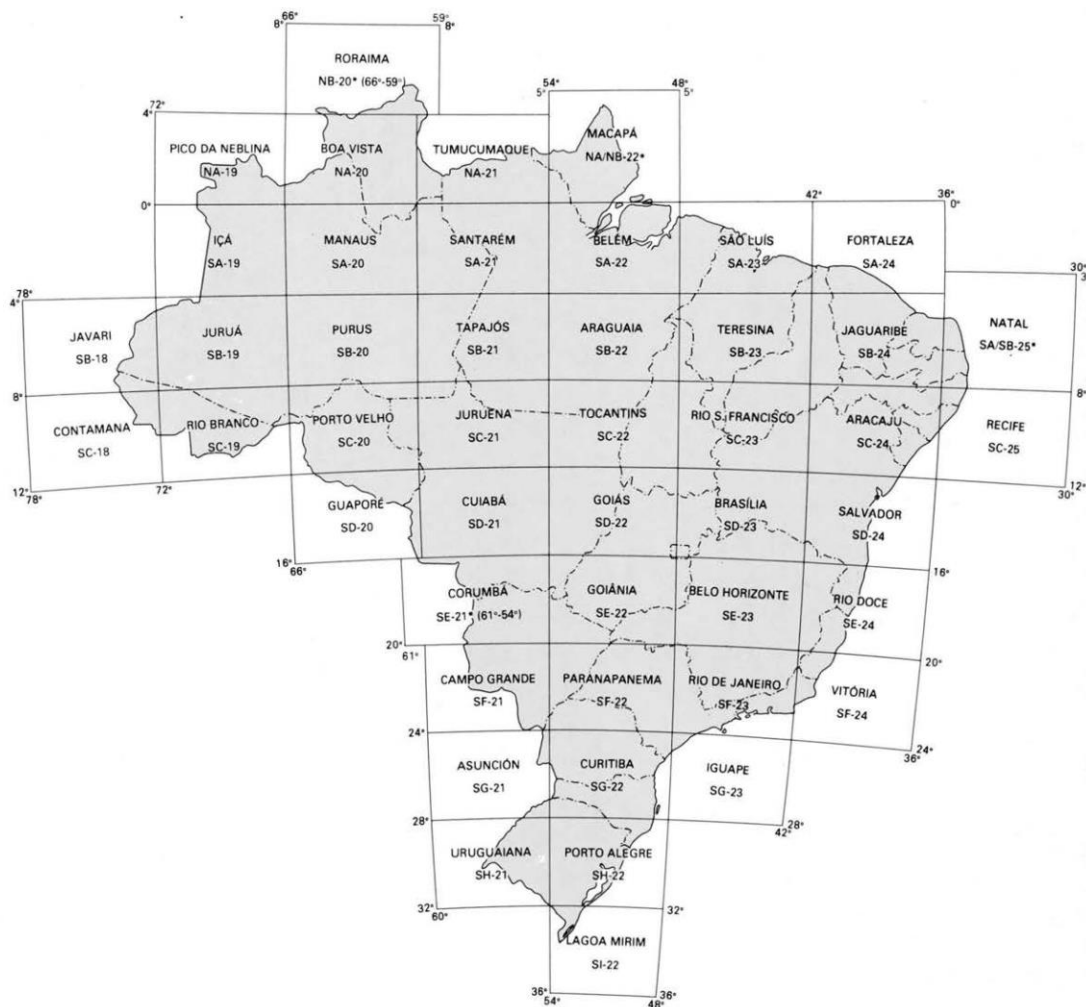 66° 59°
8° 8°
RORAIMA
NB-20* (66°-59°)
54° 48°
5° 5°
72°
4°
MACAPÁ
NA/NB-22*
PICO DA NEBLINA BOA VISTA TUMUCUMAQUE
NA-19 NA-20 NA-21
42° 36°
0° 0°
IÇÁ MANAUS SANTARÉM BELÉM SÃO LUÍS FORTALEZA
SA-19 SA-20 SA-21 SA-22 SA-23 SA-24
30°
78°
4°
JAVARI JURUÁ PURUS TAPAJÓS ARAGUAIA TERESINA JAGUARIBE NATAL
SB-18 SB-19 SB-20 SB-21 SB-22 SB-23 SB-24 SA/SB-25*
8° 8°
CONTAMANA RIO BRANCO PORTO VELHO JURUENA TOCANTINS RIO S. FRANCISCO ARACAJU RECIFE
SC-18 SC-19 SC-20 SC-21 SC-22 SC-23 SC-24 SC-25
12° 12°
78° 72° 30°
GUAPORÉ CUIABÁ GOIÁS BRASÍLIA SALVADOR
SD-20 SD-21 SD-22 SD-23 SD-24
16° 16°
66°
CORUMBÁ GOIÂNIA BELO HORIZONTE RIO DOCE
SE-21* (61°-54°) SE-22 SE-23 SE-24
20° 20°
61°
CAMPO GRANDE PARANAPANEMA RIO DE JANEIRO VITÓRIA
SF-21 SF-22 SF-23 SF-24
24° 24°
36°
ASUNCIÓN CURITIBA IGUAPE
SG-21 SG-22 SG-23
28° 28°
42°
URUGUAIANA PORTO ALEGRE
SH-21 SH-22
32° 32°
60°
LAGOA MIRIM
SI-22
36° 36°
54° 48°